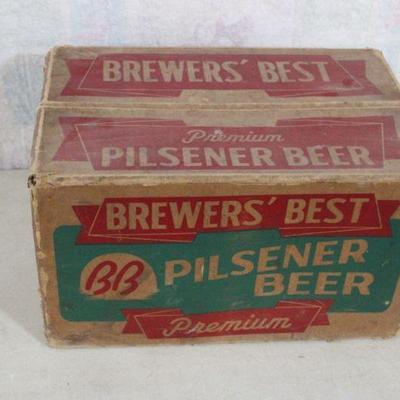 BREWERS' BEST
Premium
PILSENER BEER
BREWERS' BEST
BB PILSENER
BEER
Premium